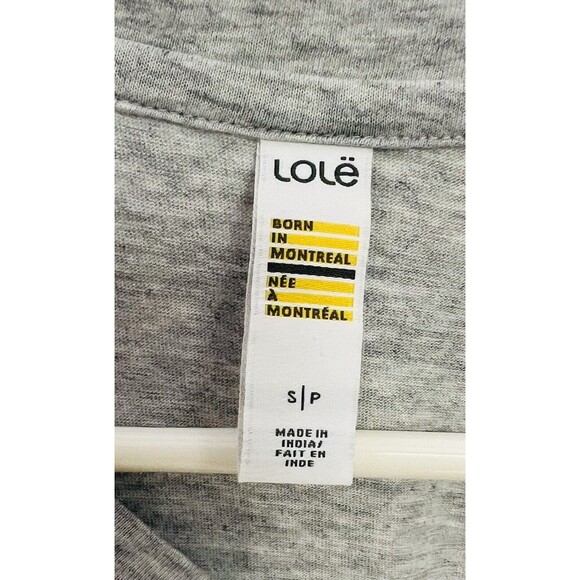 Lolë
BORN
IN
MONTREAL
NÉE
À
MONTRÉAL
S|P
MADE IN
INDIA/
FAIT EN
INDE